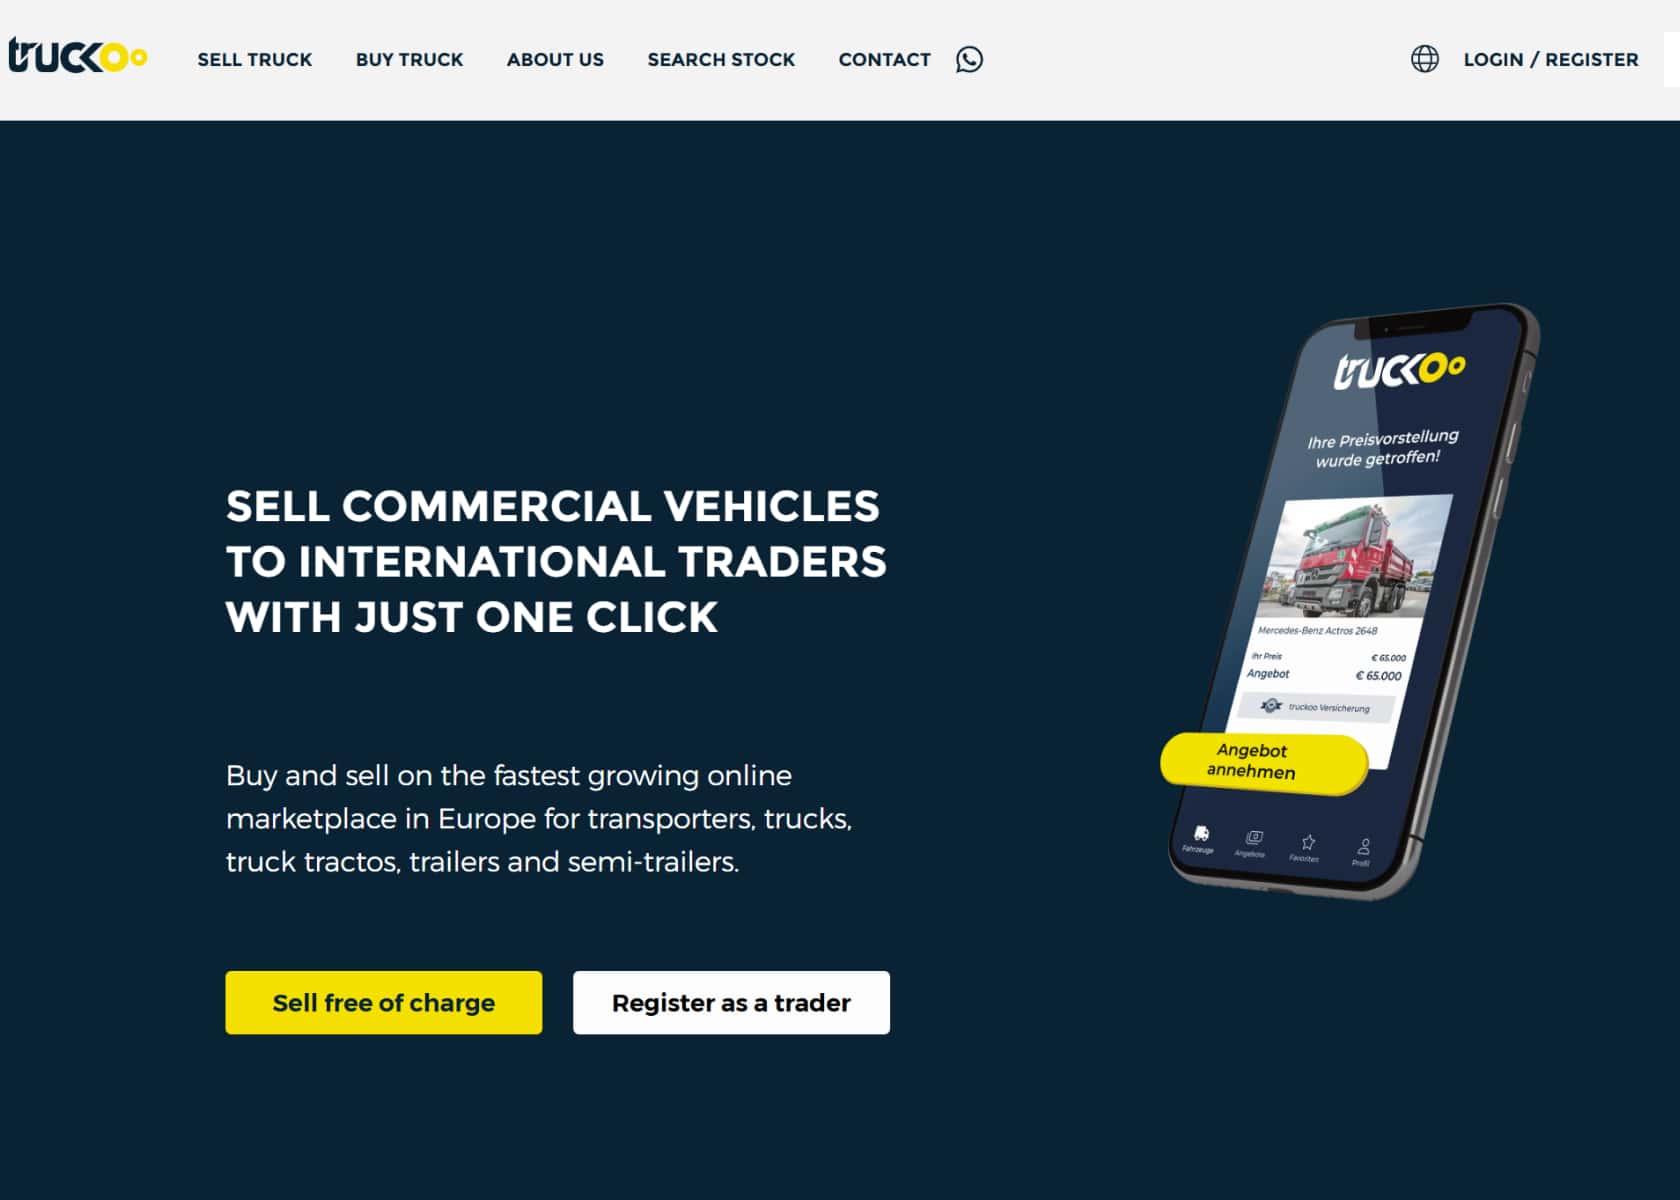 truckoo
SELL TRUCK
BUY TRUCK
ABOUT US
SEARCH STOCK
CONTACT
LOGIN / REGISTER
SELL COMMERCIAL VEHICLES
TO INTERNATIONAL TRADERS
WITH JUST ONE CLICK
Buy and sell on the fastest growing online
marketplace in Europe for transporters, trucks,
truck tractos, trailers and semi-trailers.
Sell free of charge
Register as a trader
truckoo
Ihre Preisvorstellung
wurde getroffen!
Mercedes-Benz Actros 2648
Ihr Preis € 65.000
Angebot € 65.000
truckoo Versicherung
Angebot
annehmen
Fahrzeuge
Angebote
Favoriten
Profil